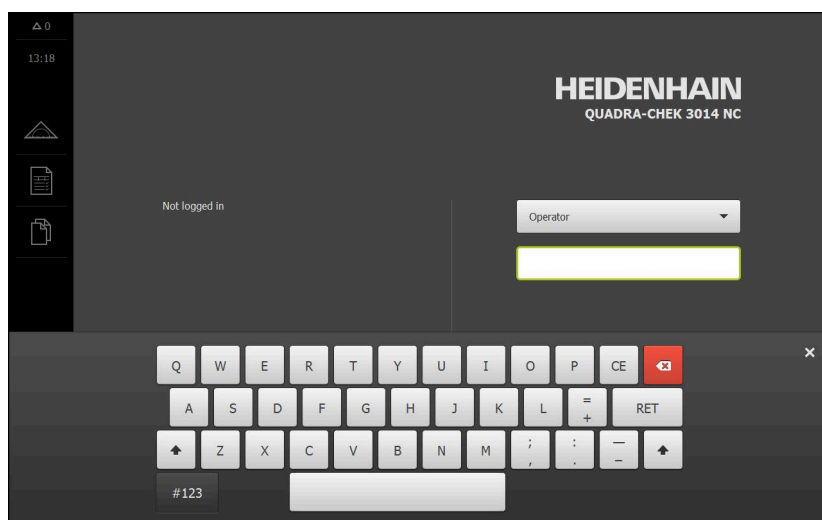 0
13:18
HEIDENHAIN
QUADRA-CHEK 3014 NC
Not logged in
Operator
Q W E R T Y U I O P CE
A S D F G H J K L = + RET
Z X C V B N M ; , : . — –
#123